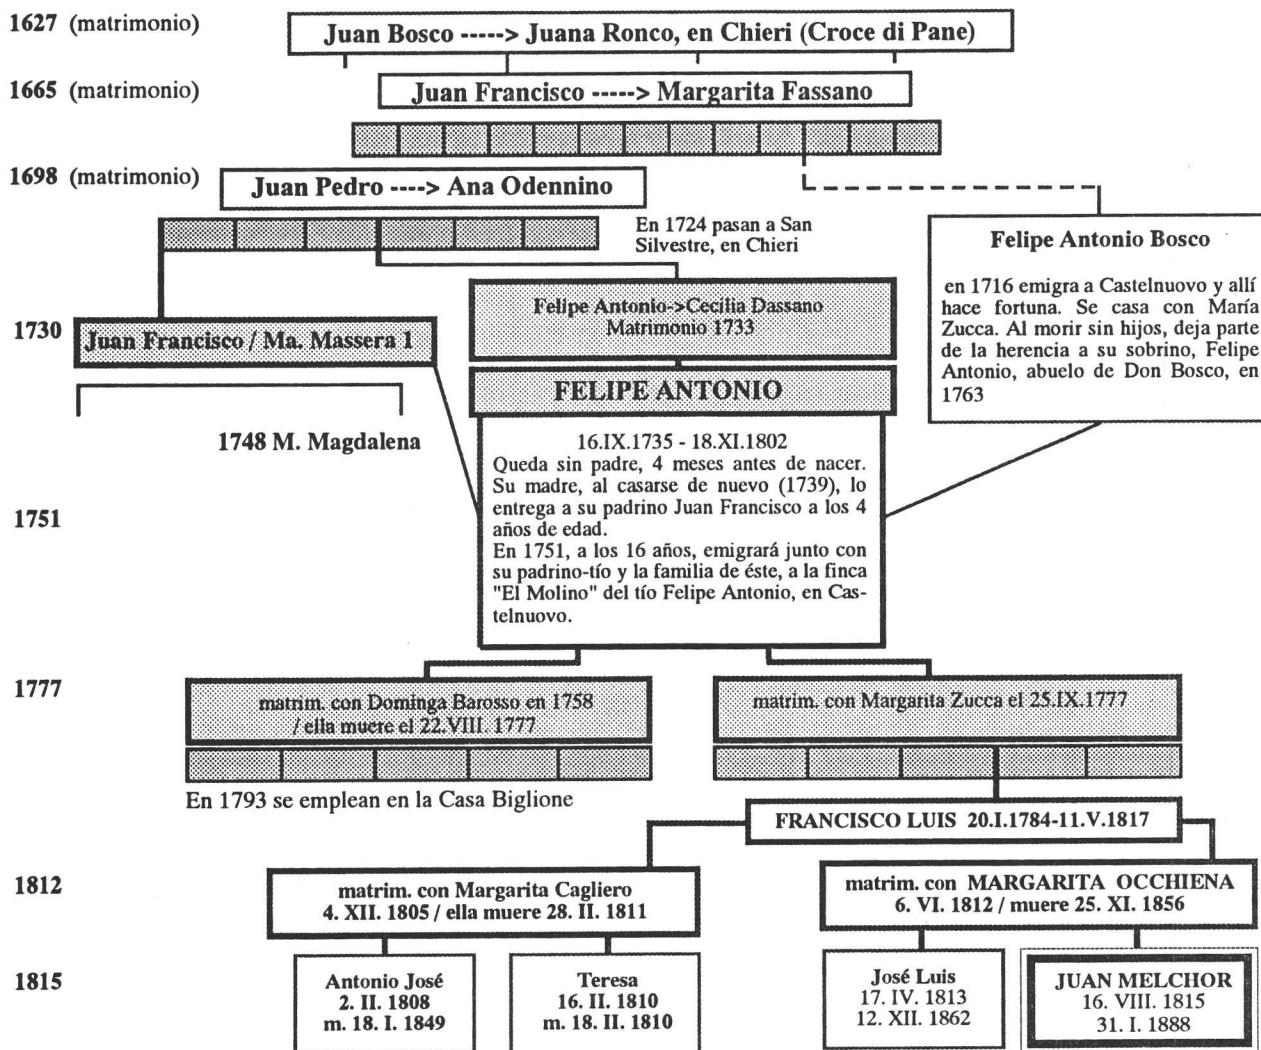 1627 (matrimonio)
Juan Bosco -----> Juana Ronco, en Chieri (Croce di Pane)
1665 (matrimonio)
Juan Francisco -----> Margarita Fassano
1698 (matrimonio)
Juan Pedro ----> Ana Odennino
En 1724 pasan a San
Silvestre, en Chieri
Felipe Antonio Bosco
en 1716 emigra a Castelnuovo y allí
hace fortuna. Se casa con María
Zucca. Al morir sin hijos, deja parte
de la herencia a su sobrino, Felipe
Antonio, abuelo de Don Bosco, en
1763
Felipe Antonio->Cecilia Dassano
Matrimonio 1733
1730
Juan Francisco / Ma. Massera 1
FELIPE ANTONIO
1748 M. Magdalena
16.IX.1735 - 18.XI.1802
Queda sin padre, 4 meses antes de nacer.
Su madre, al casarse de nuevo (1739), lo
entrega a su padrino Juan Francisco a los 4
años de edad.
En 1751, a los 16 años, emigrará junto con
su padrino-tío y la familia de éste, a la finca
"El Molino" del tío Felipe Antonio, en Cas-
telnuovo.
1751
1777
matrim. con Dominga Barosso en 1758
/ ella muere el 22.VIII. 1777
matrim. con Margarita Zucca el 25.IX.1777
En 1793 se emplean en la Casa Biglione
FRANCISCO LUIS 20.I.1784-11.V.1817
1812
matrim. con Margarita Cagliero
4. XII. 1805 / ella muere 28. II. 1811
matrim. con MARGARITA OCCHIENA
6. VI. 1812 / muere 25. XI. 1856
1815
Antonio José
2. II. 1808
m. 18. I. 1849
Teresa
16. II. 1810
m. 18. II. 1810
José Luis
17. IV. 1813
12. XII. 1862
JUAN MELCHOR
16. VIII. 1815
31. I. 1888